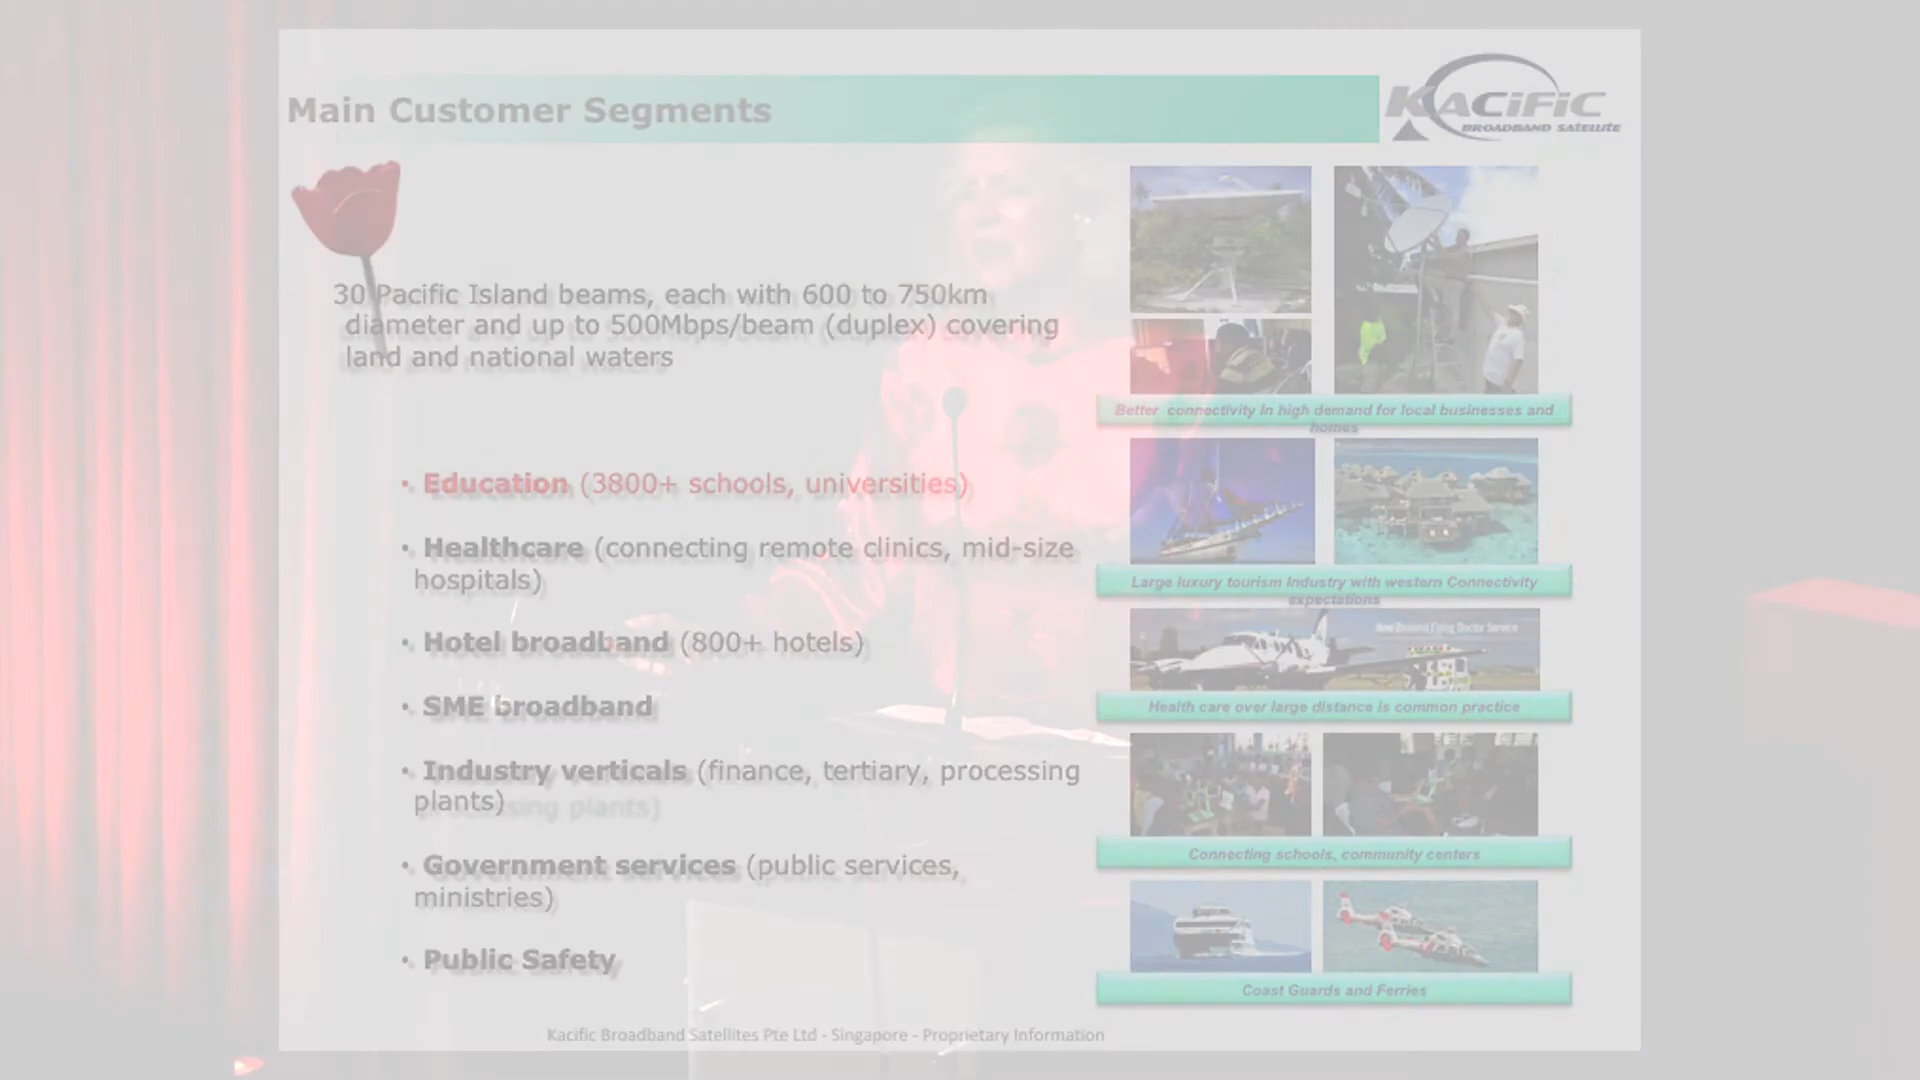 Main Customer Segments
KACIFIC
BROADBAND SATELLITE
30 Pacific Island beams, each with 600 to 750km
diameter and up to 500Mbps/beam (duplex) covering
land and national waters
• Education (3800+ schools, universities)
• Healthcare (connecting remote clinics, mid-size
hospitals)
• Hotel broadband (800+ hotels)
• SME broadband
• Industry verticals (finance, tertiary, processing
plants)
• Government services (public services,
ministries)
• Public Safety
Better connectivity In high demand for local businesses and
homes
Large luxury tourism Industry with western Connectivity
expectations
New Zealand Flying Doctor Service
Health care over large distance is common practice
Connecting schools, community centers
Coast Guards and Ferries
Kacific Broadband Satellites Pte Ltd - Singapore - Proprietary Information